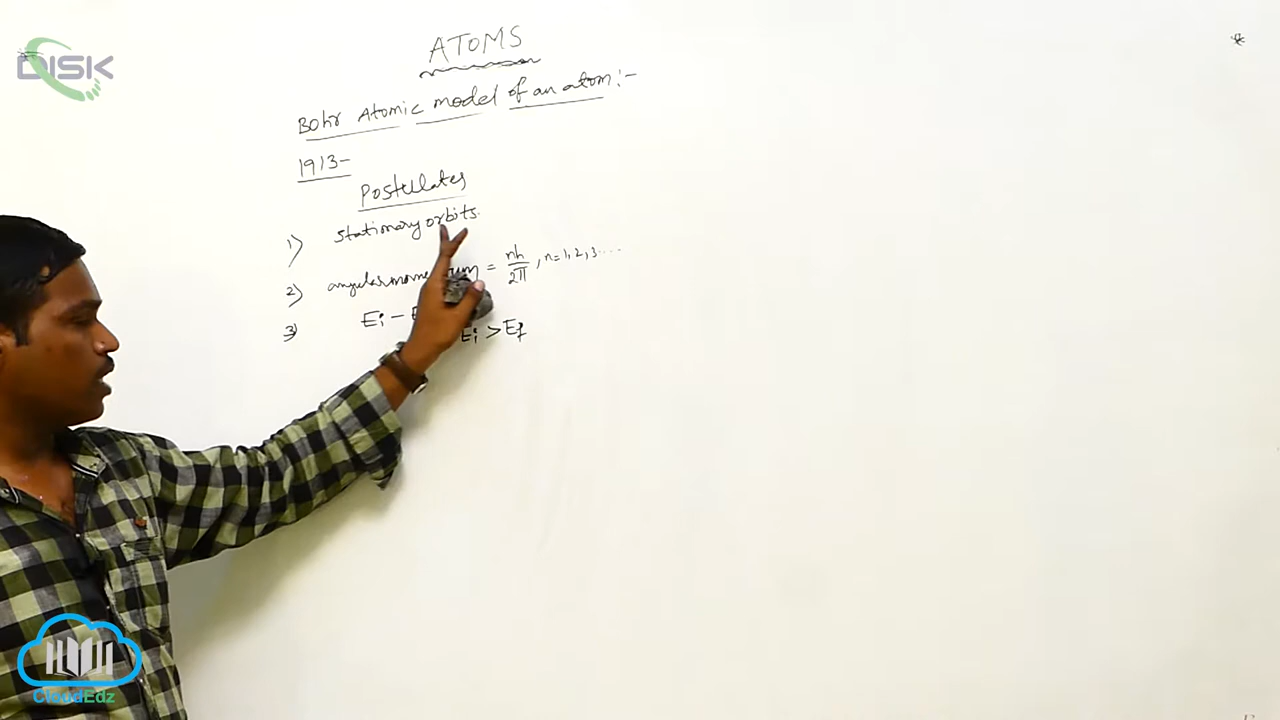 DISK
ATOMS
Bohr Atomic model of an atom:-
1913-
Postulates
1) stationary orbits.
2) angular momentum = nh/2π, n=1,2,3....
3) Ei - E
Ei > Ef
CloudEdz